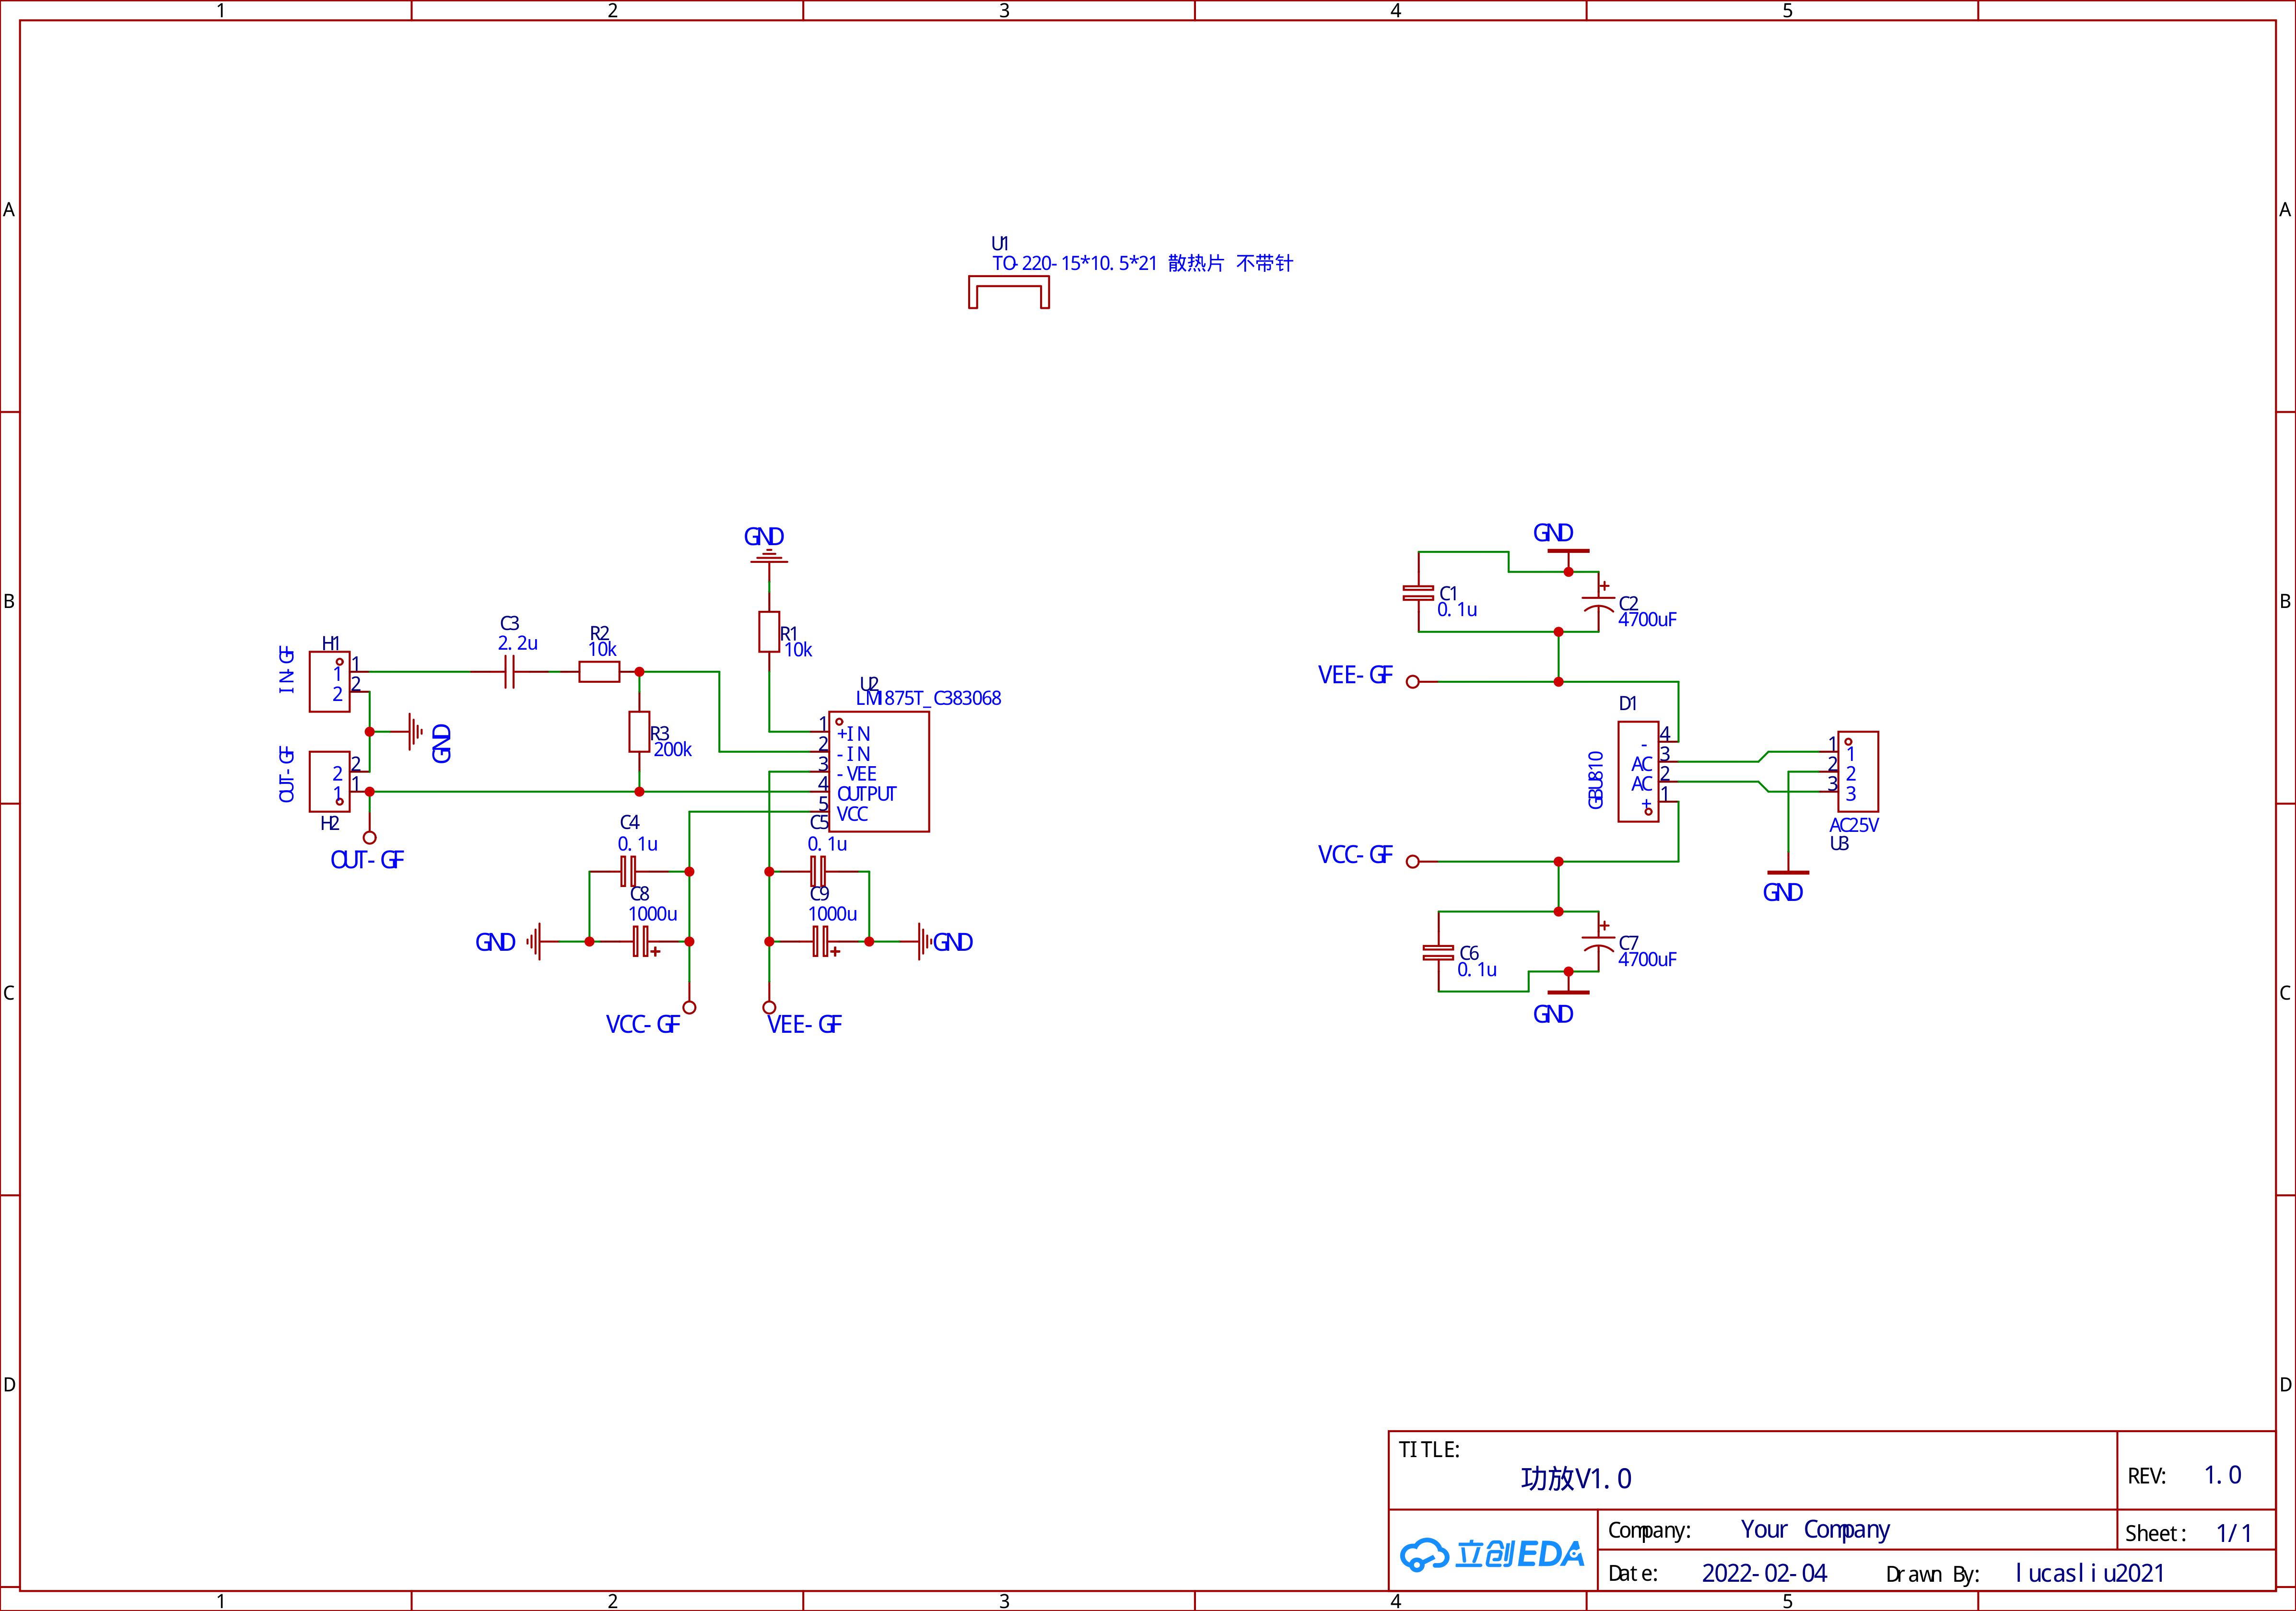 1 2 3 4 5
A A
U1
TO-220-15*10.5*21 散热片 不带针
B B
GND
R1
10k
C3
2.2u
R2
10k
H1
IN-GF
1
2
1
2
GND
R3
200k
OUT-GF
2
1
2
1
H2
OUT-GF
U2
LM1875T_C383068
1 +IN
2 -IN
3 -VEE
4 OUTPUT
5 VCC
C4
0.1u
C5
0.1u
C8
1000u
C9
1000u
GND
GND
VCC-GF
VEE-GF
GND
C1
0.1u
C2
4700uF
VEE-GF
D1
GBU810
- 4
AC 3
AC 2
+ 1
1 1
2 2
3 3
AC25V
U3
GND
VCC-GF
C6
0.1u
C7
4700uF
GND
C C
D D
TITLE:
功放V1.0
REV: 1.0
立创EDA
Company: Your Company
Sheet: 1/1
Date: 2022-02-04
Drawn By: lucasliu2021
1 2 3 4 5